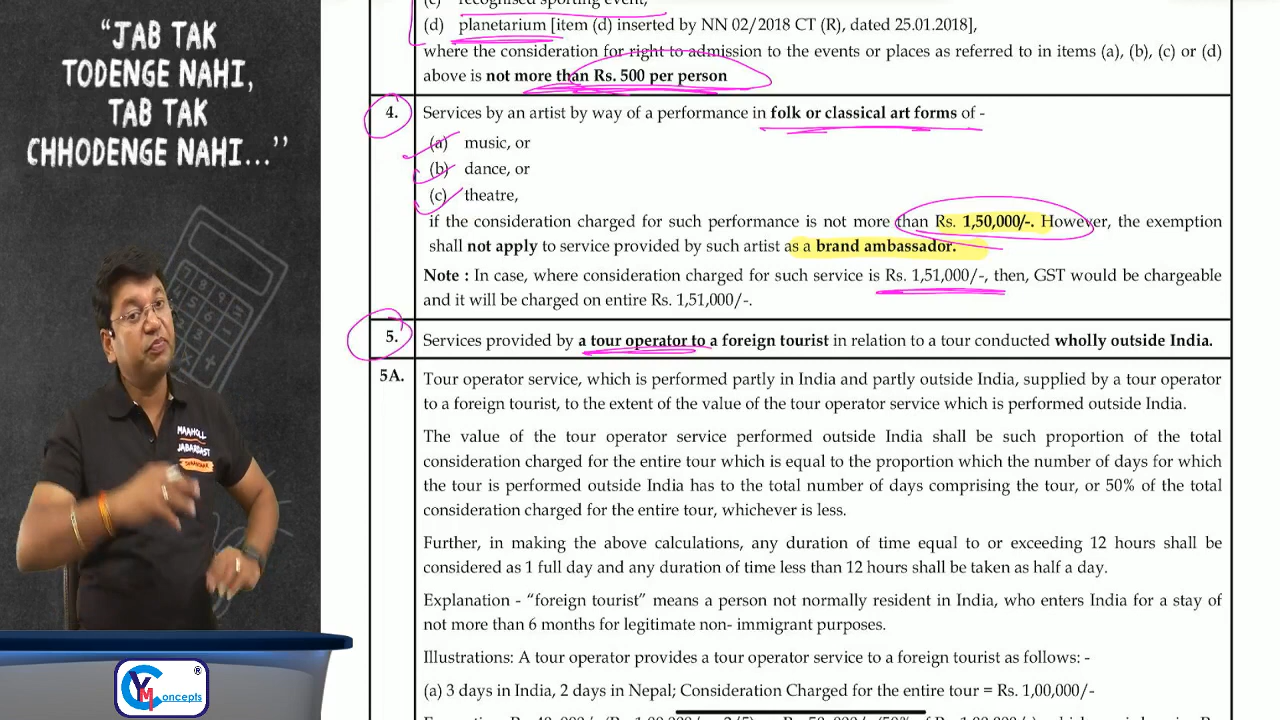 “JAB TAK
TODENGE NAHI,
TAB TAK
CHHODENGE NAHI...’’
MAAHOLL
JABARDAST
CYM Concepts
®
recognised sporting event,
(d) planetarium [item (d) inserted by NN 02/2018 CT (R), dated 25.01.2018],
where the consideration for right to admission to the events or places as referred to in items (a), (b), (c) or (d)
above is not more than Rs. 500 per person
4. Services by an artist by way of a performance in folk or classical art forms of -
(a) music, or
(b) dance, or
(c) theatre,
if the consideration charged for such performance is not more than Rs. 1,50,000/-. However, the exemption
shall not apply to service provided by such artist as a brand ambassador.
Note : In case, where consideration charged for such service is Rs. 1,51,000/-, then, GST would be chargeable
and it will be charged on entire Rs. 1,51,000/-.
5. Services provided by a tour operator to a foreign tourist in relation to a tour conducted wholly outside India.
5A. Tour operator service, which is performed partly in India and partly outside India, supplied by a tour operator
to a foreign tourist, to the extent of the value of the tour operator service which is performed outside India.
The value of the tour operator service performed outside India shall be such proportion of the total
consideration charged for the entire tour which is equal to the proportion which the number of days for which
the tour is performed outside India has to the total number of days comprising the tour, or 50% of the total
consideration charged for the entire tour, whichever is less.
Further, in making the above calculations, any duration of time equal to or exceeding 12 hours shall be
considered as 1 full day and any duration of time less than 12 hours shall be taken as half a day.
Explanation - “foreign tourist” means a person not normally resident in India, who enters India for a stay of
not more than 6 months for legitimate non- immigrant purposes.
Illustrations: A tour operator provides a tour operator service to a foreign tourist as follows: -
(a) 3 days in India, 2 days in Nepal; Consideration Charged for the entire tour = Rs. 1,00,000/-